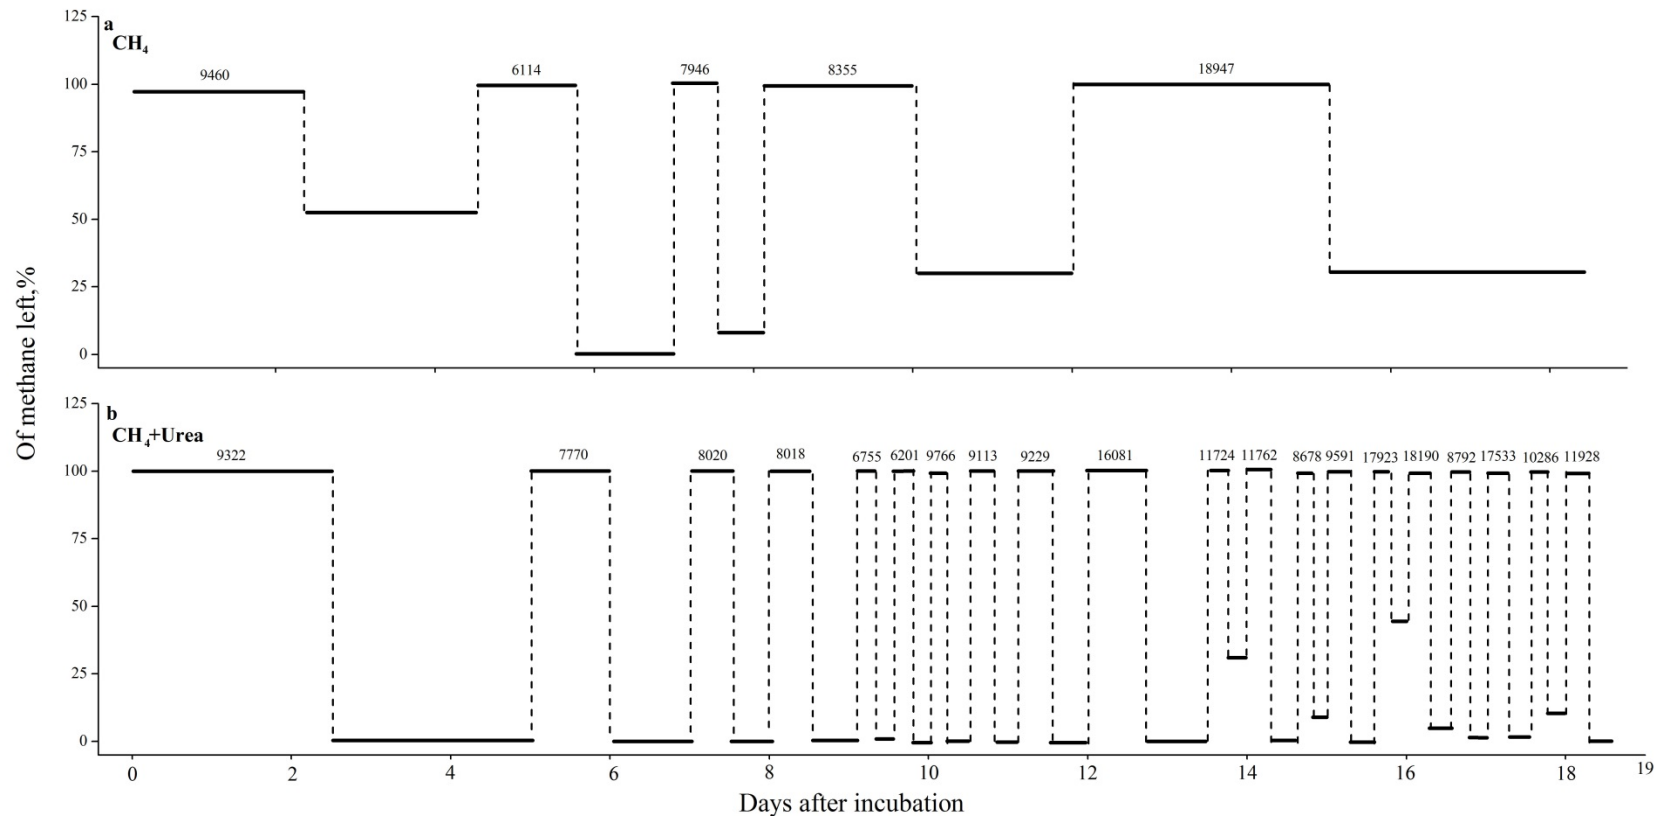 Of methane left,%
125
100
75
50
25
0
a
CH₄
9460 6114 7946 8355 18947
125
100
75
50
25
0
b
CH₄+Urea
9322 7770 8020 8018 6755 6201 9766 9113 9229 16081 11724 11762 8678 9591 17923 18190 8792 17533 10286 11928
0 2 4 6 8 10 12 14 16 18 19
Days after incubation